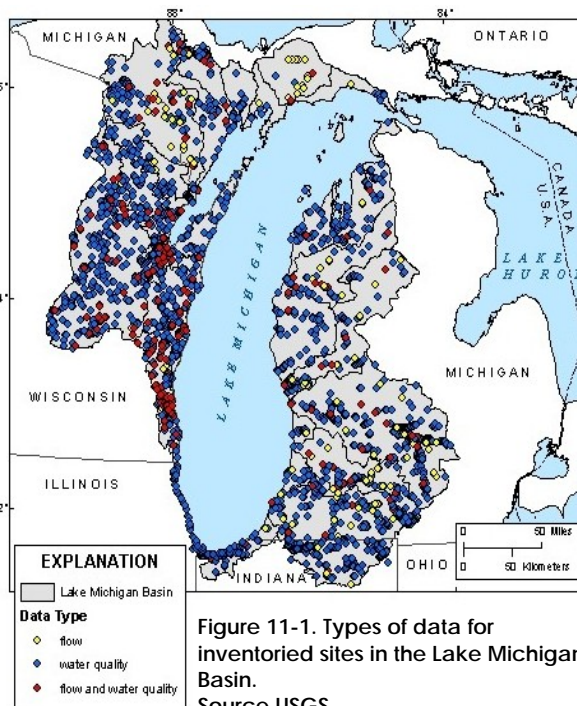 88° 84°
MICHIGAN
ONTARIO
CANADA
U.S.A.
LAKE
LAKE MICHIGAN
WISCONSIN
MICHIGAN
ILLINOIS
INDIANA
OHIO
0 50 Miles
0 50 Kilometers
EXPLANATION
Lake Michigan Basin
Data Type
flow
water quality
flow and water quality
Figure 11-1. Types of data for
inventoried sites in the Lake Michigan
Basin.
Source USGS